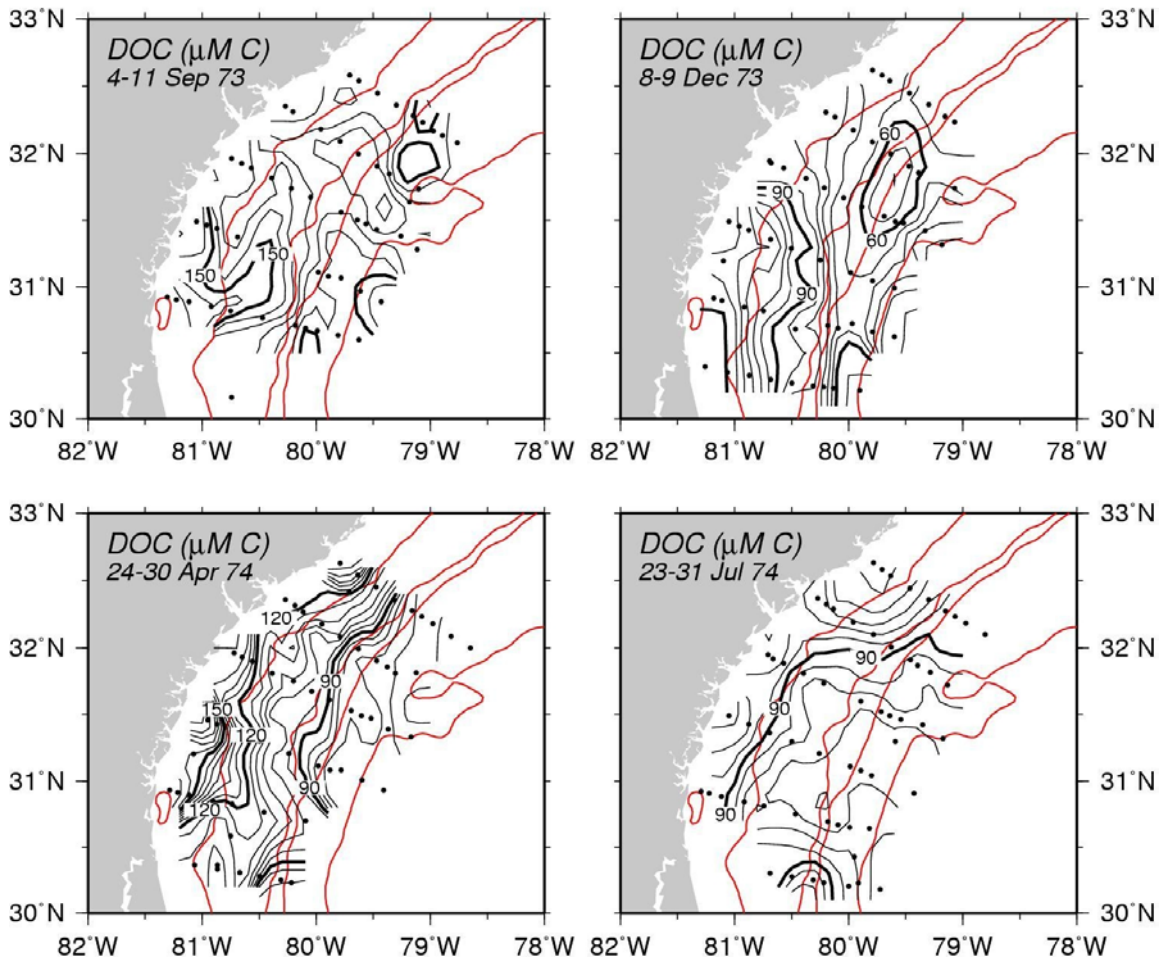 DOC (µM C)
4-11 Sep 73
33°N
32°N
31°N
30°N
82°W
81°W
80°W
79°W
78°W
150
150
DOC (µM C)
8-9 Dec 73
33°N
32°N
31°N
30°N
82°W
81°W
80°W
79°W
78°W
60
90
60
90
DOC (µM C)
24-30 Apr 74
33°N
32°N
31°N
30°N
82°W
81°W
80°W
79°W
78°W
120
90
150
120
90
120
DOC (µM C)
23-31 Jul 74
33°N
32°N
31°N
30°N
82°W
81°W
80°W
79°W
78°W
90
90
90